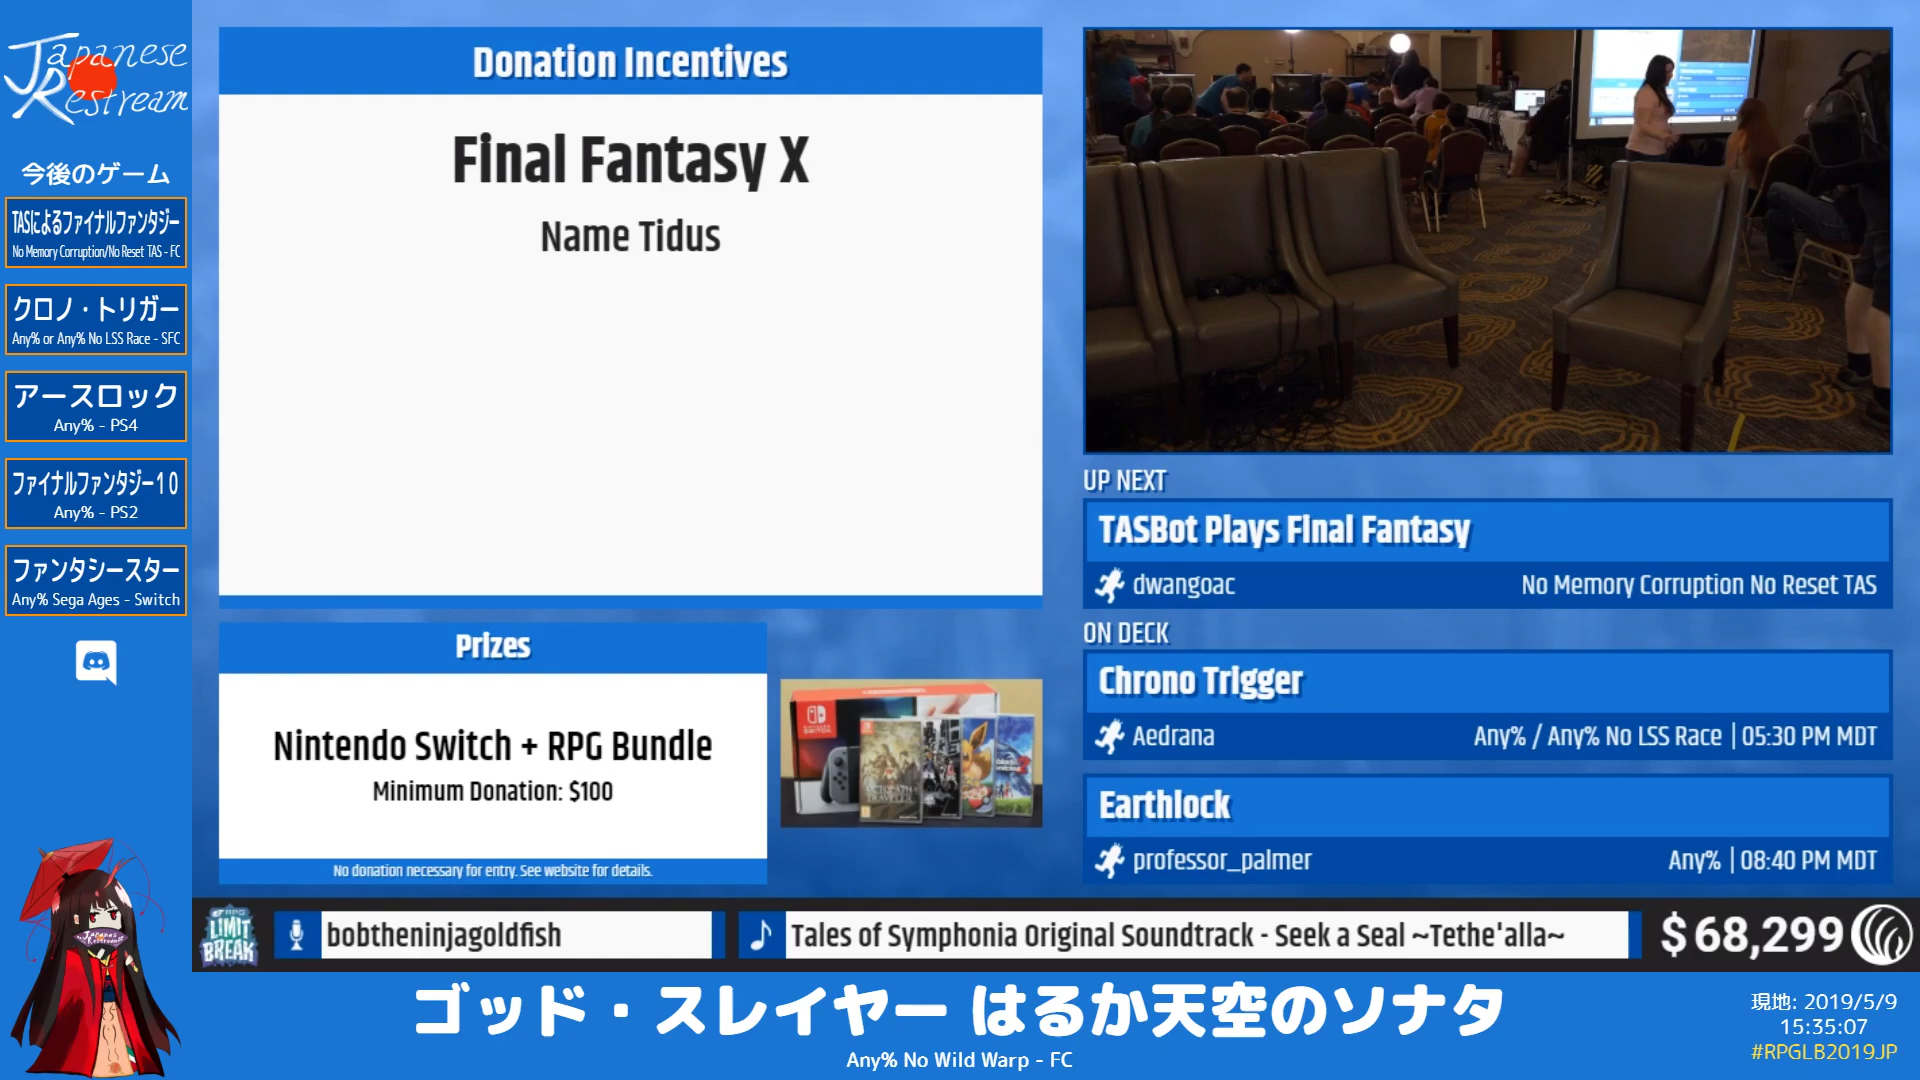 Japanese
Restream
今後のゲーム
TASによるファイナルファンタジー
No Memory Corruption/No Reset TAS - FC
クロノ・トリガー
Any% or Any% No LSS Race - SFC
アースロック
Any% - PS4
ファイナルファンタジー10
Any% - PS2
ファンタシースター
Any% Sega Ages - Switch
Donation Incentives
Final Fantasy X
Name Tidus
Prizes
Nintendo Switch + RPG Bundle
Minimum Donation: $100
No donation necessary for entry. See website for details.
NINTENDO
SWITCH
OCTOPATH
TRAVELER
UP NEXT
TASBot Plays Final Fantasy
dwangoac
No Memory Corruption No Reset TAS
ON DECK
Chrono Trigger
Aedrana
Any% / Any% No LSS Race | 05:30 PM MDT
Earthlock
professor_palmer
Any% | 08:40 PM MDT
RPG
LIMIT
BREAK
bobtheninjagoldfish
Tales of Symphonia Original Soundtrack - Seek a Seal ~Tethe'alla~
$ 68,299
Japanese
Restream
ゴッド・スレイヤー はるか天空のソナタ
Any% No Wild Warp - FC
現地: 2019/5/9
15:35:07
#RPGLB2019JP